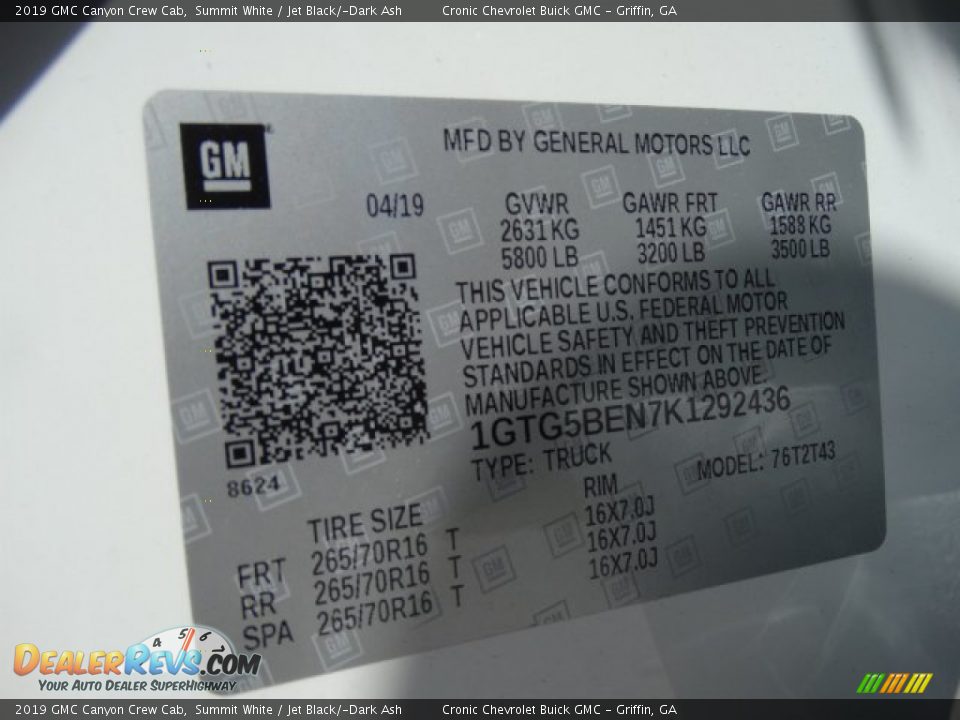 2019 GMC Canyon Crew Cab, Summit White / Jet Black/-Dark Ash Cronic Chevrolet Buick GMC - Griffin, GA
GM
MFD BY GENERAL MOTORS LLC
04/19 GVWR GAWR FRT GAWR RR
2631 KG 1451 KG 1588 KG
5800 LB 3200 LB 3500 LB
THIS VEHICLE CONFORMS TO ALL
APPLICABLE U.S. FEDERAL MOTOR
VEHICLE SAFETY AND THEFT PREVENTION
STANDARDS IN EFFECT ON THE DATE OF
MANUFACTURE SHOWN ABOVE.
1GTG5BEN7K1292436
TYPE: TRUCK MODEL: 76T2T43
8624
TIRE SIZE RIM
FRT 265/70R16 T 16X7.0J
RR 265/70R16 T 16X7.0J
SPA 265/70R16 T 16X7.0J
4 5 6
DEALERREVS.COM
YOUR AUTO DEALER SUPERHIGHWAY
2019 GMC Canyon Crew Cab, Summit White / Jet Black/-Dark Ash Cronic Chevrolet Buick GMC - Griffin, GA